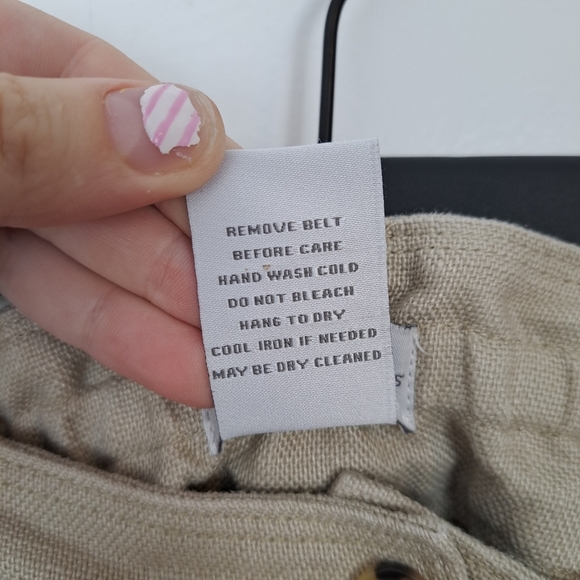 REMOVE BELT
BEFORE CARE
HAND WASH COLD
DO NOT BLEACH
HANG TO DRY
COOL IRON IF NEEDED
MAY BE DRY CLEANED
S